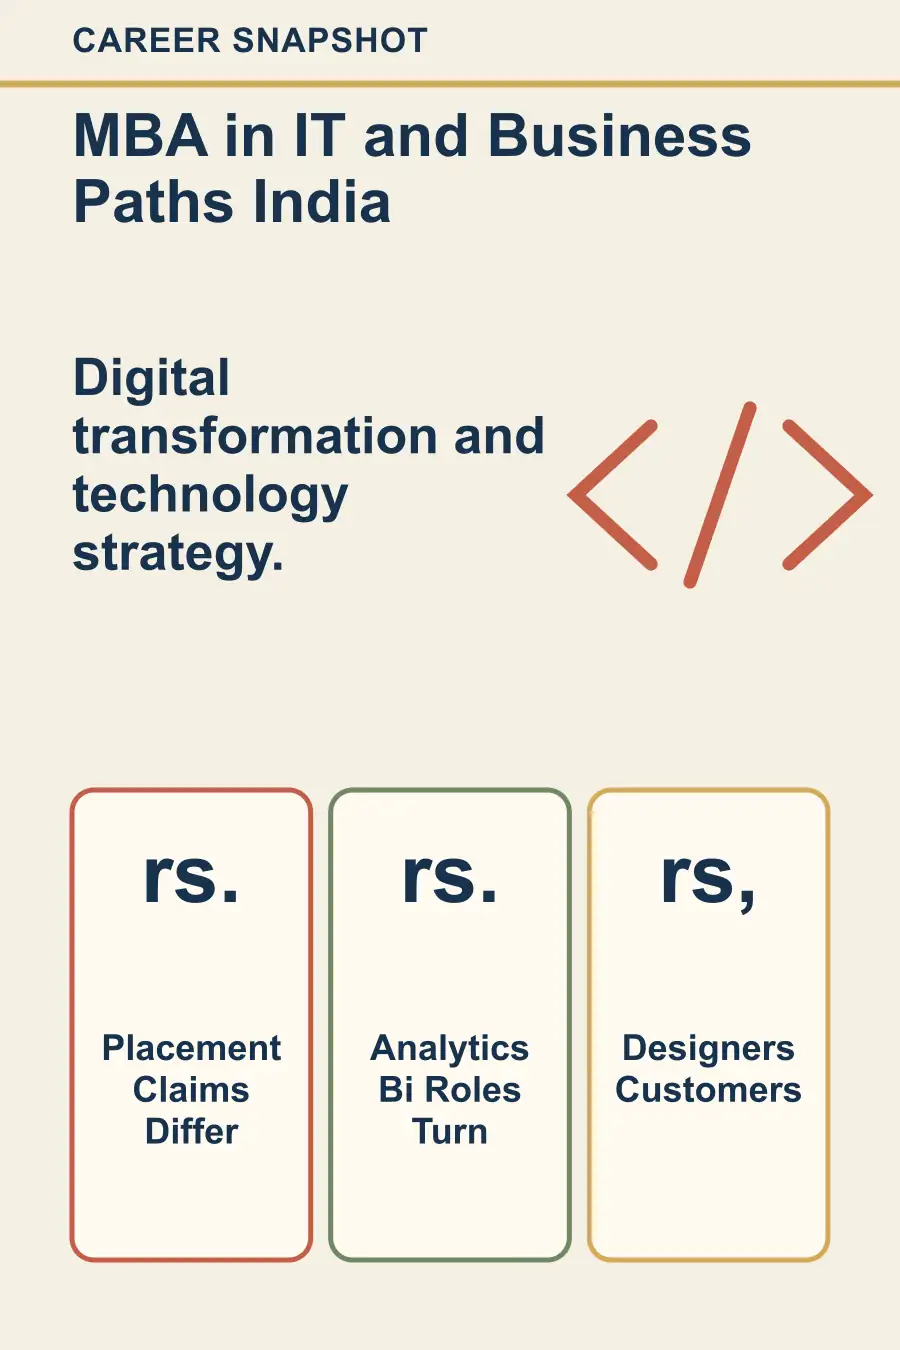 CAREER SNAPSHOT
MBA in IT and Business
Paths India
Digital
transformation and
technology
strategy.
rs.
Placement
Claims
Differ
rs.
Analytics
Bi Roles
Turn
rs,
Designers
Customers